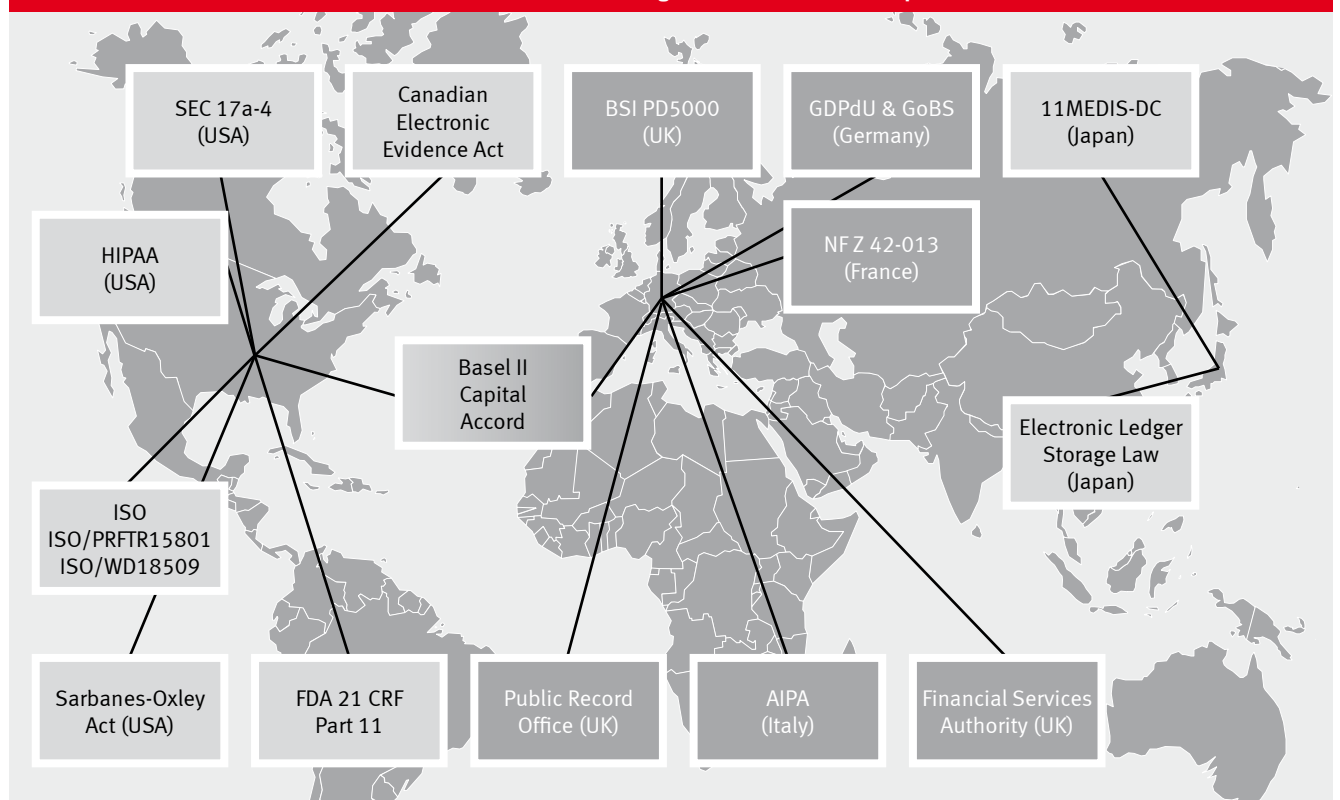 SEC 17a-4
(USA)
Canadian
Electronic
Evidence Act
BSI PD5000
(UK)
GDPdU & GoBS
(Germany)
11MEDIS-DC
(Japan)
HIPAA
(USA)
NF Z 42-013
(France)
Basel II
Capital
Accord
Electronic Ledger
Storage Law
(Japan)
ISO
ISO/PRFTR15801
ISO/WD18509
Sarbanes-Oxley
Act (USA)
FDA 21 CRF
Part 11
Public Record
Office (UK)
AIPA
(Italy)
Financial Services
Authority (UK)